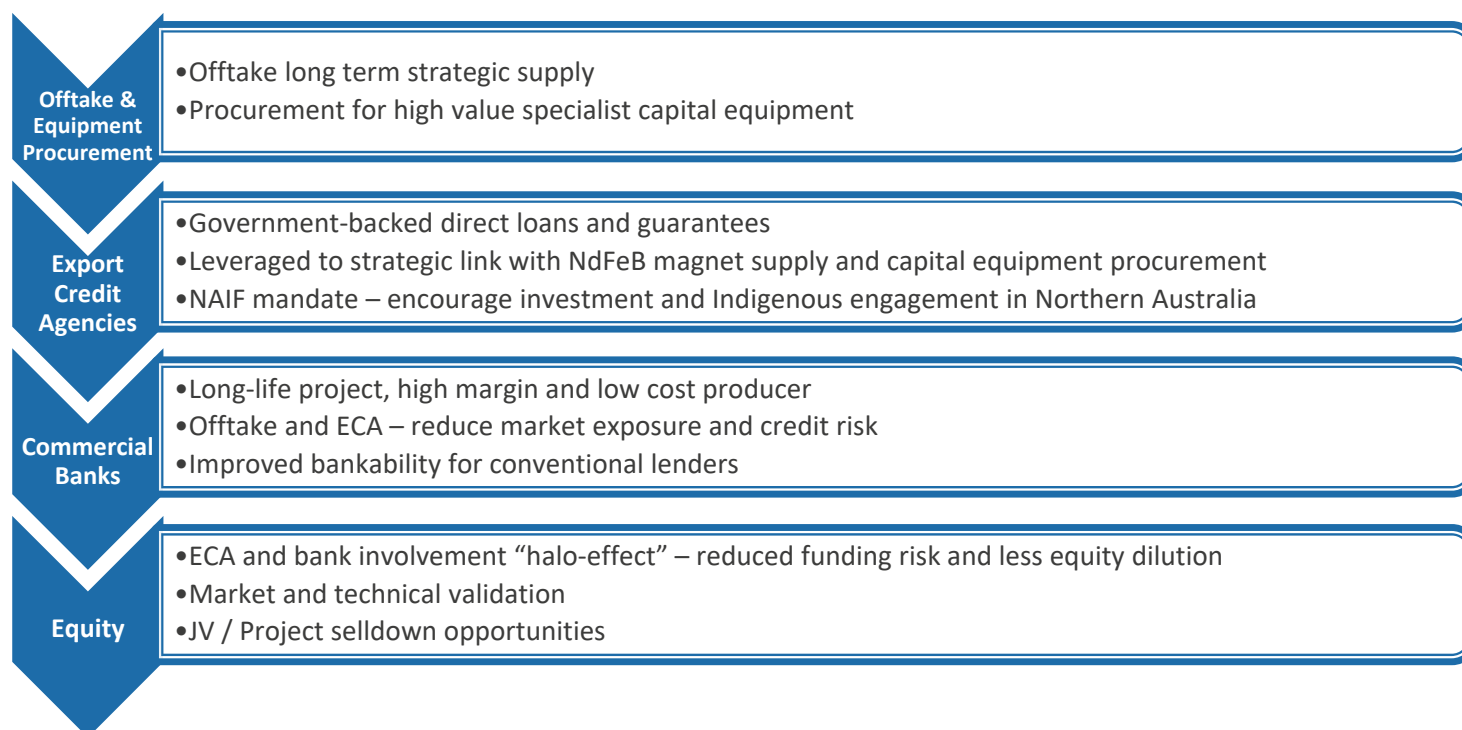 Offtake &
Equipment
Procurement
•Offtake long term strategic supply
•Procurement for high value specialist capital equipment
Export
Credit
Agencies
•Government-backed direct loans and guarantees
•Leveraged to strategic link with NdFeB magnet supply and capital equipment procurement
•NAIF mandate – encourage investment and Indigenous engagement in Northern Australia
Commercial
Banks
•Long-life project, high margin and low cost producer
•Offtake and ECA – reduce market exposure and credit risk
•Improved bankability for conventional lenders
Equity
•ECA and bank involvement “halo-effect” – reduced funding risk and less equity dilution
•Market and technical validation
•JV / Project selldown opportunities